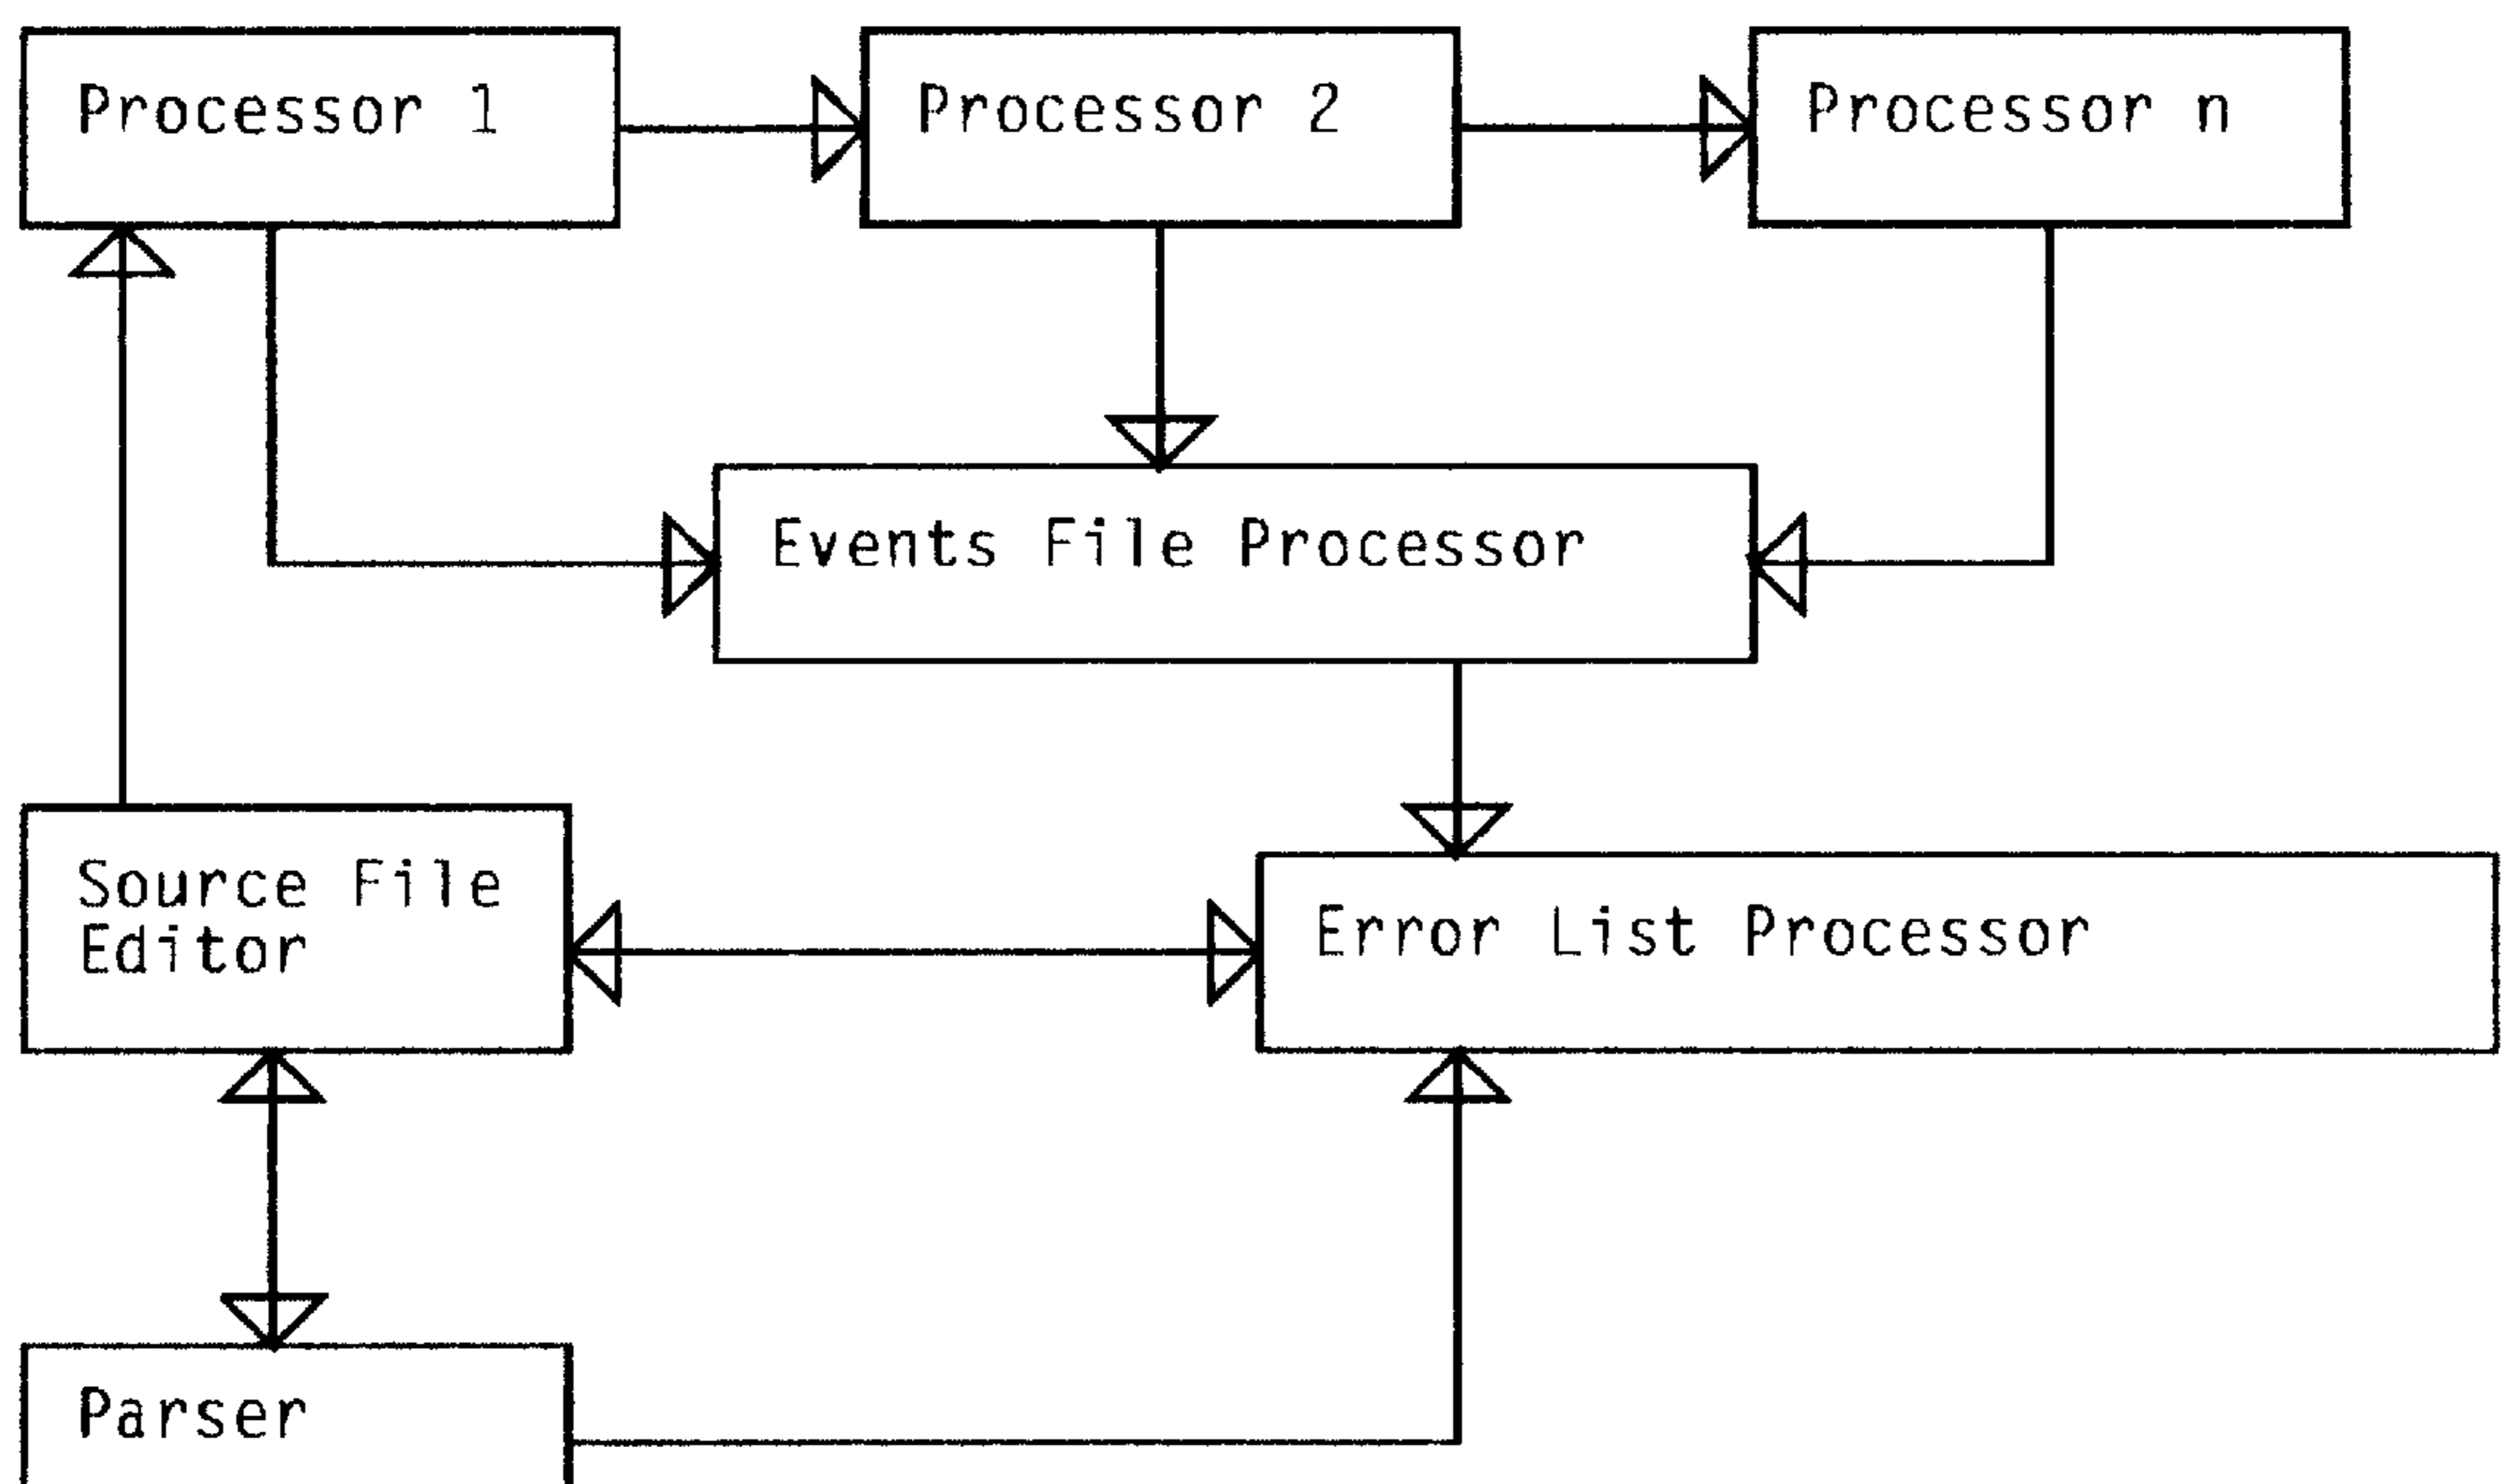 Processor 1
Processor 2
Processor n
Events File Processor
Source File
Editor
Error List Processor
Parser